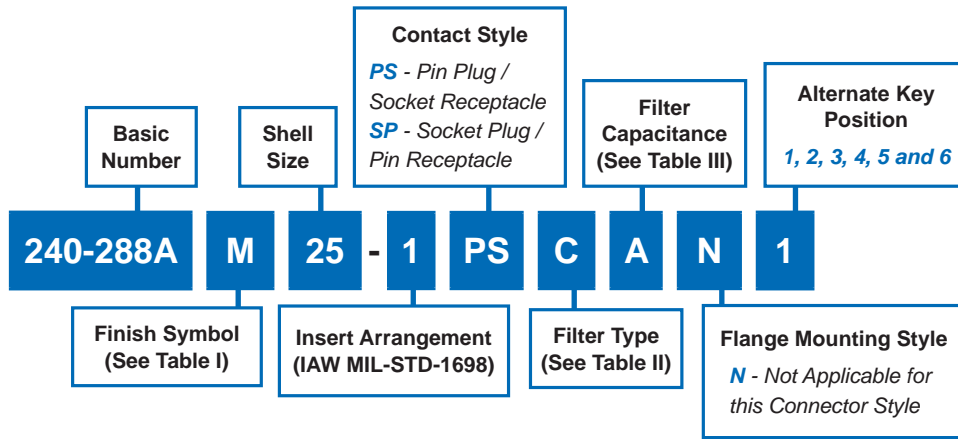 Basic
Number
Shell
Size
Contact Style
PS - Pin Plug /
Socket Receptacle
SP - Socket Plug /
Pin Receptacle
Filter
Capacitance
(See Table III)
Alternate Key
Position
1, 2, 3, 4, 5 and 6
240-288A M 25 - 1 PS C A N 1
Finish Symbol
(See Table I)
Insert Arrangement
(IAW MIL-STD-1698)
Filter Type
(See Table II)
Flange Mounting Style
N - Not Applicable for
this Connector Style